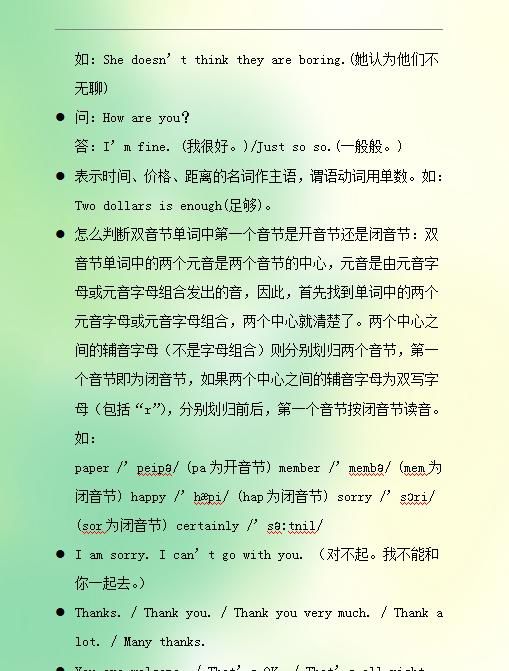 如：She doesn’t think they are boring.(她认为他们不
无聊)
● 问：How are you?
答：I’m fine. (我很好。)/Just so so.(一般般。)
● 表示时间、价格、距离的名词作主语，谓语动词用单数。如：
Two dollars is enough(足够)。
● 怎么判断双音节单词中第一个音节是开音节还是闭音节：双
音节单词中的两个元音是两个音节的中心，元音是由元音字
母或元音字母组合发出的音，因此，首先找到单词中的两个
元音字母或元音字母组合，两个中心就清楚了。两个中心之
间的辅音字母（不是字母组合）则分别划归两个音节，第一
个音节即为闭音节，如果两个中心之间的辅音字母为双写字
母（包括“r”），分别划归前后，第一个音节按闭音节读音。
如：
paper /’peipə/ (pa为开音节) member /’membə/ (mem为
闭音节) happy /’hæpi/ (hap为闭音节) sorry /’sɔri/
(sor为闭音节) certainly /’sə:tnil/
● I am sorry. I can’t go with you. （对不起。我不能和
你一起去。）
● Thanks. / Thank you. / Thank you very much. / Thank a
lot. / Many thanks.